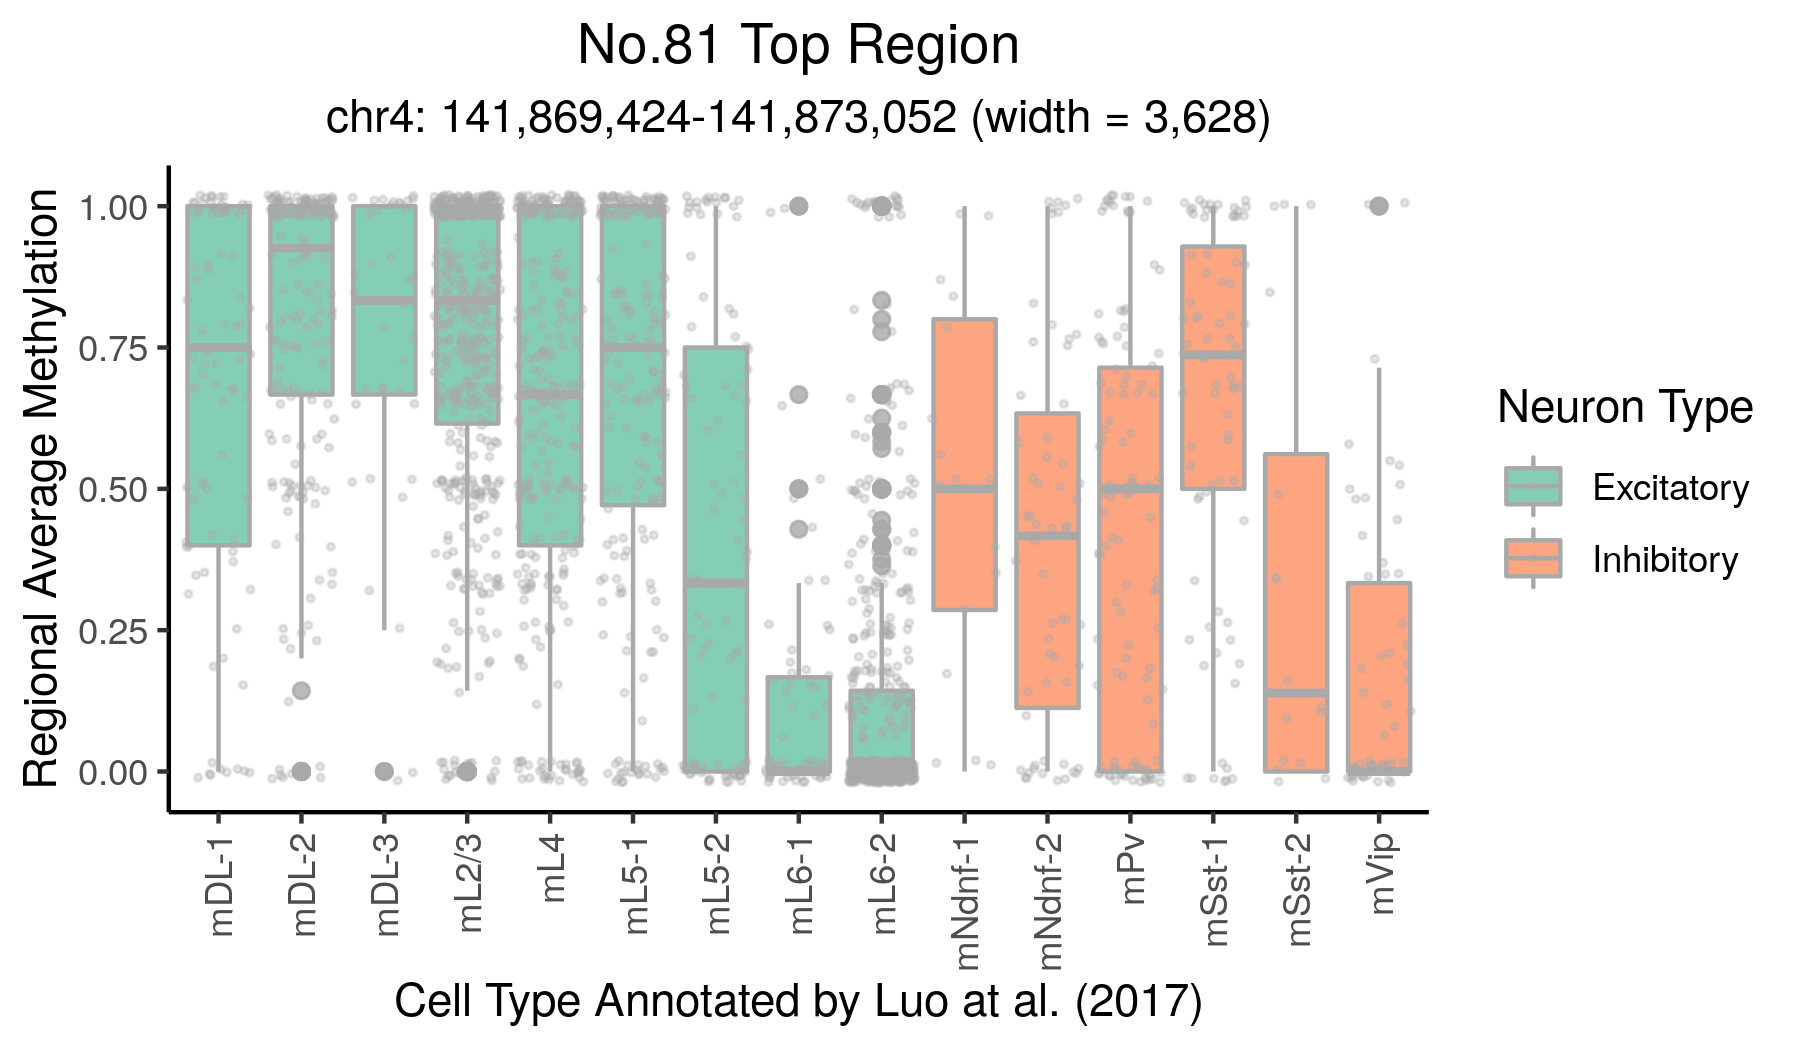 No.81 Top Region
chr4: 141,869,424-141,873,052 (width = 3,628)
Regional Average Methylation
1.00
0.75
0.50
0.25
0.00
mDL-1
mDL-2
mDL-3
mL2/3
mL4
mL5-1
mL5-2
mL6-1
mL6-2
mNdnf-1
mNdnf-2
mPv
mSst-1
mSst-2
mVip
Cell Type Annotated by Luo at al. (2017)
Neuron Type
Excitatory
Inhibitory